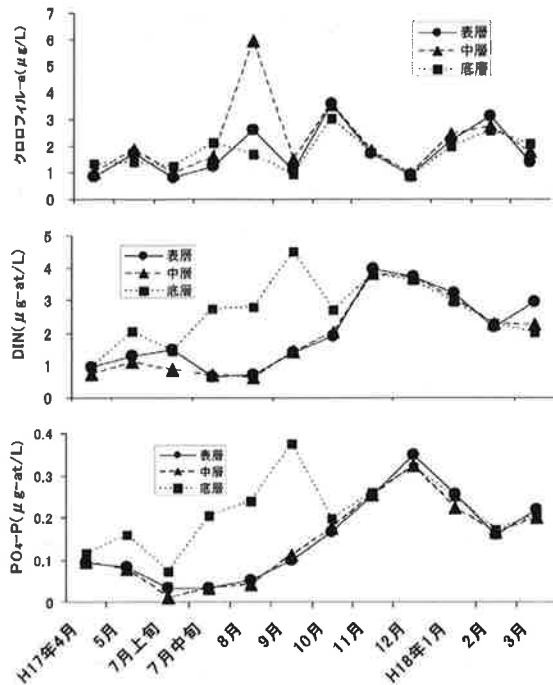 クロロフィル-a(μg/L)
7
6
5
4
3
2
1
0
表層
中層
底層
DIN(μg-at/L)
5
4
3
2
1
0
表層
中層
底層
PO₄-P(μg-at/L)
0.4
0.3
0.2
0.1
0
表層
中層
底層
H17年4月
5月
7月上旬
7月中旬
8月
9月
10月
11月
12月
H18年1月
2月
3月